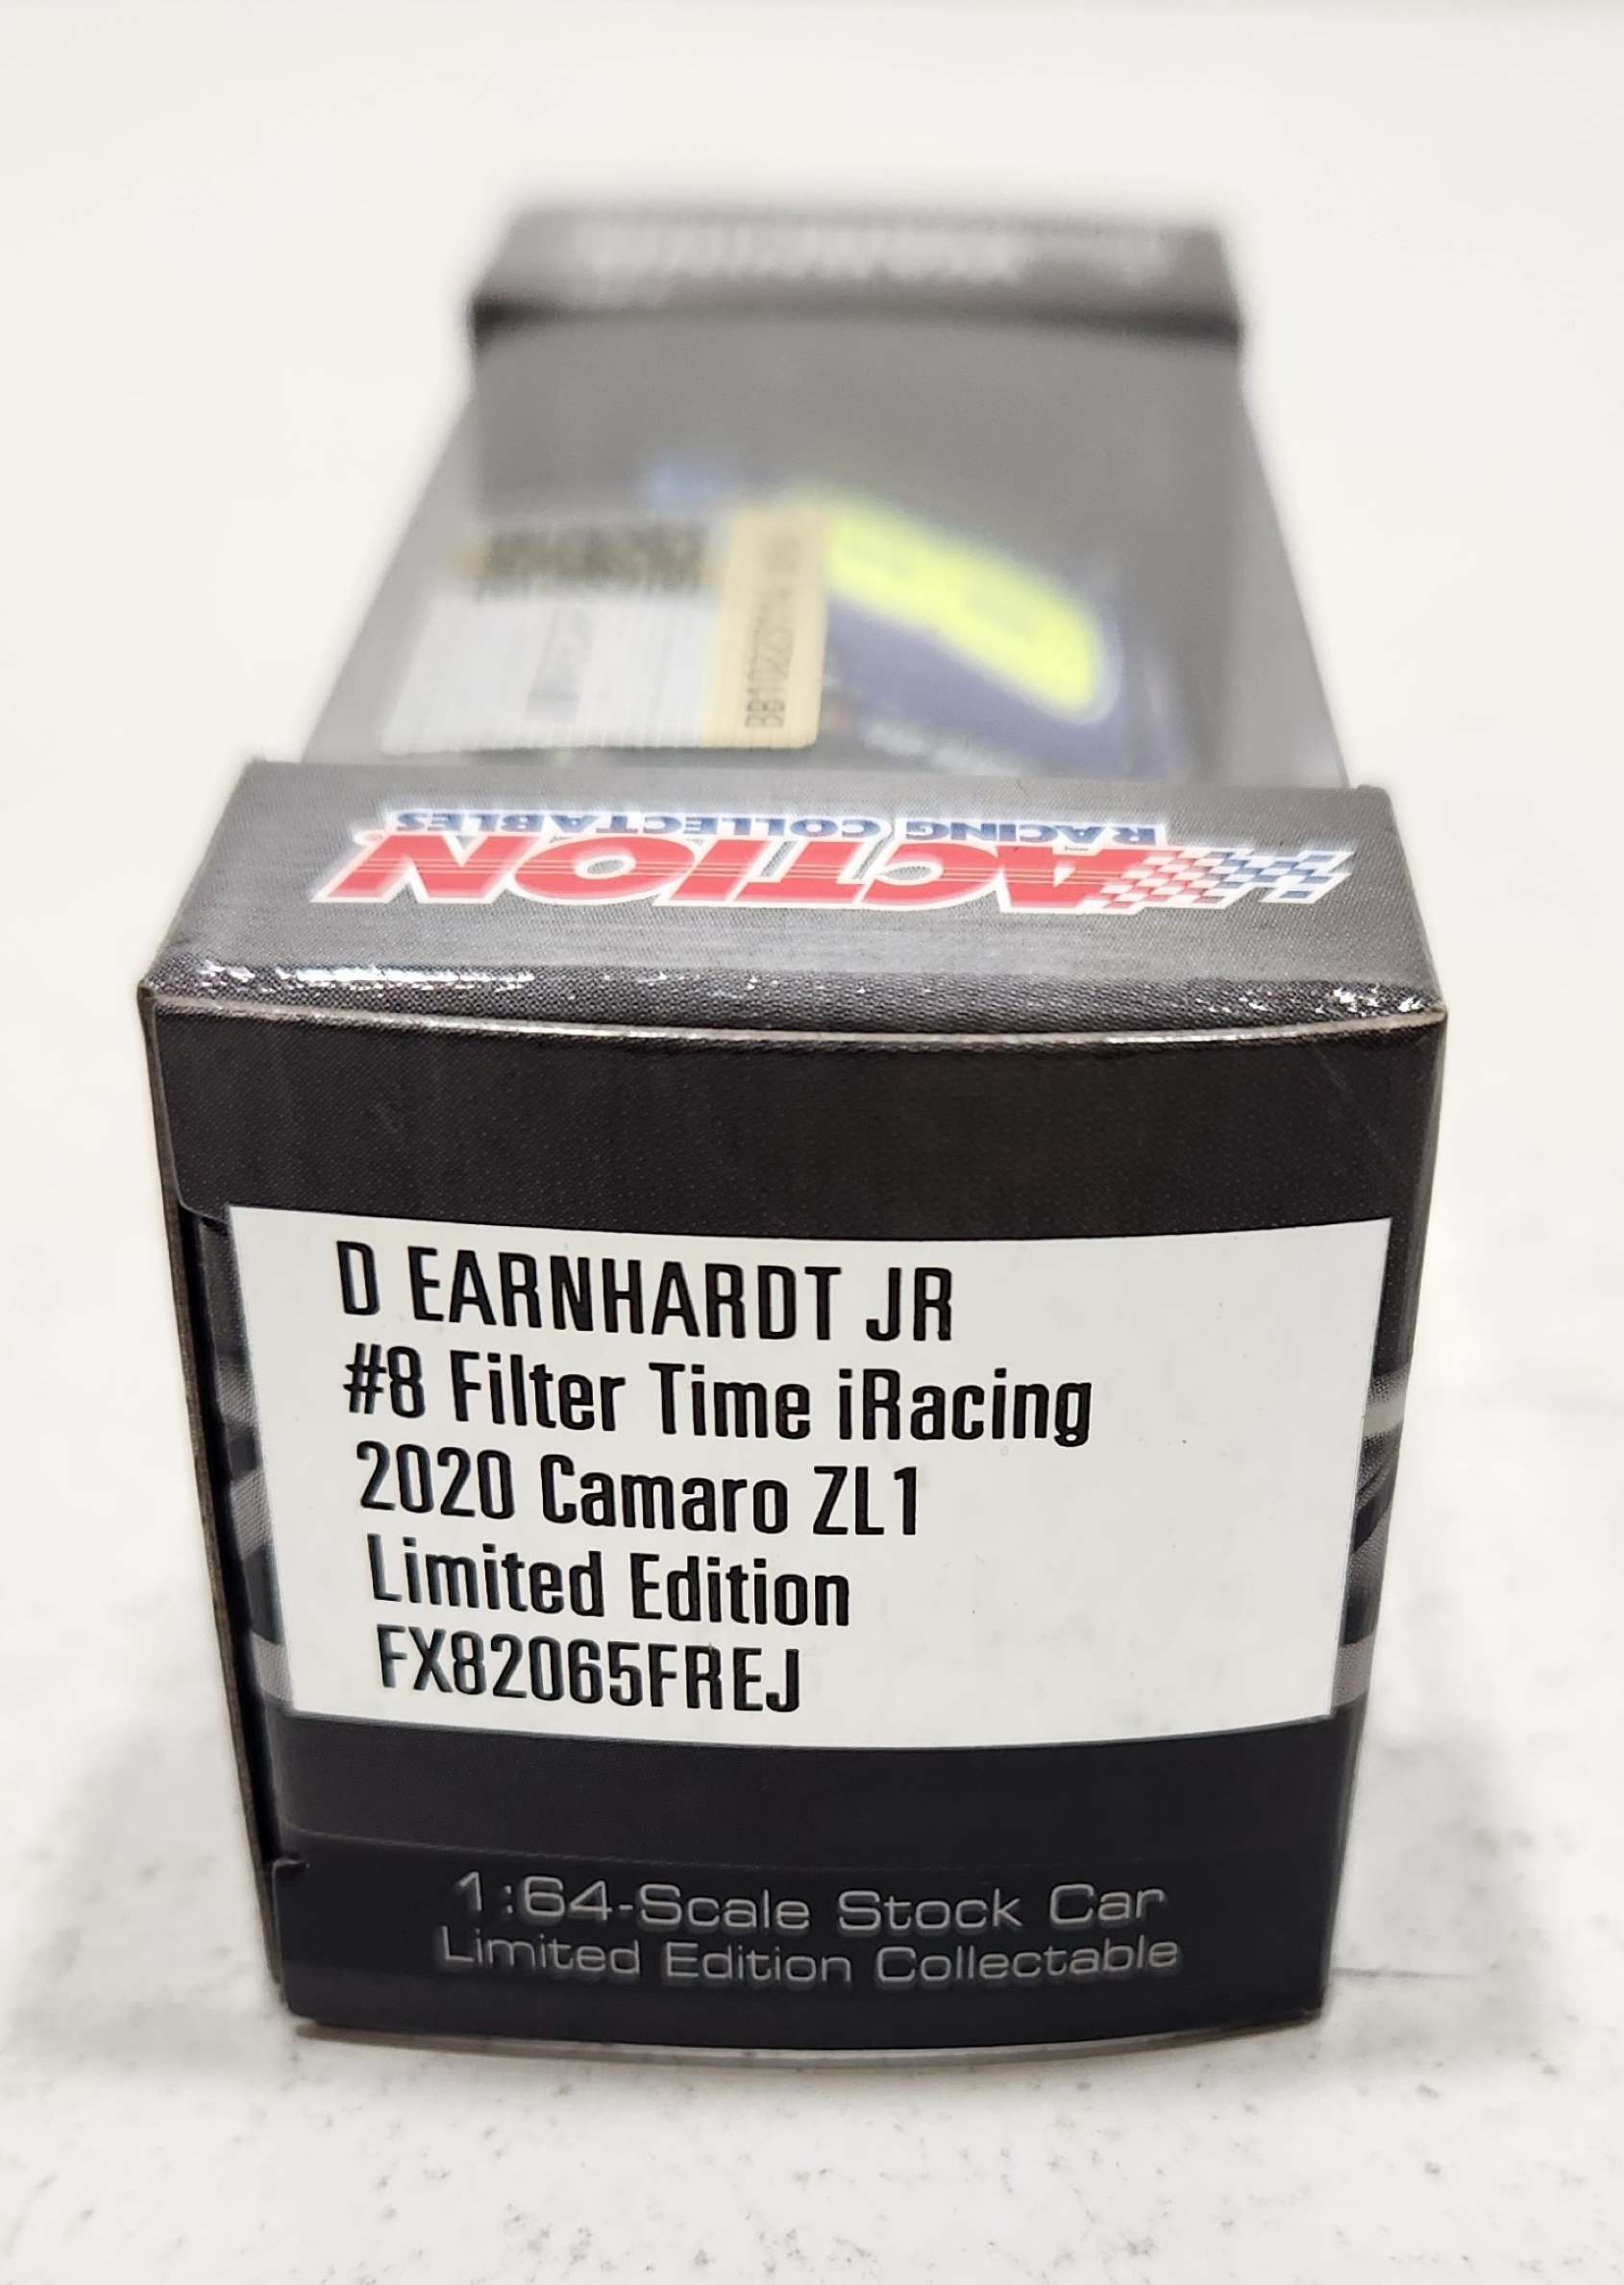 RACING COLLECTABLES
ACTION
D EARNHARDT JR
#8 Filter Time iRacing
2020 Camaro ZL1
Limited Edition
FX82065FREJ
1:64-Scale Stock Car
Limited Edition Collectable